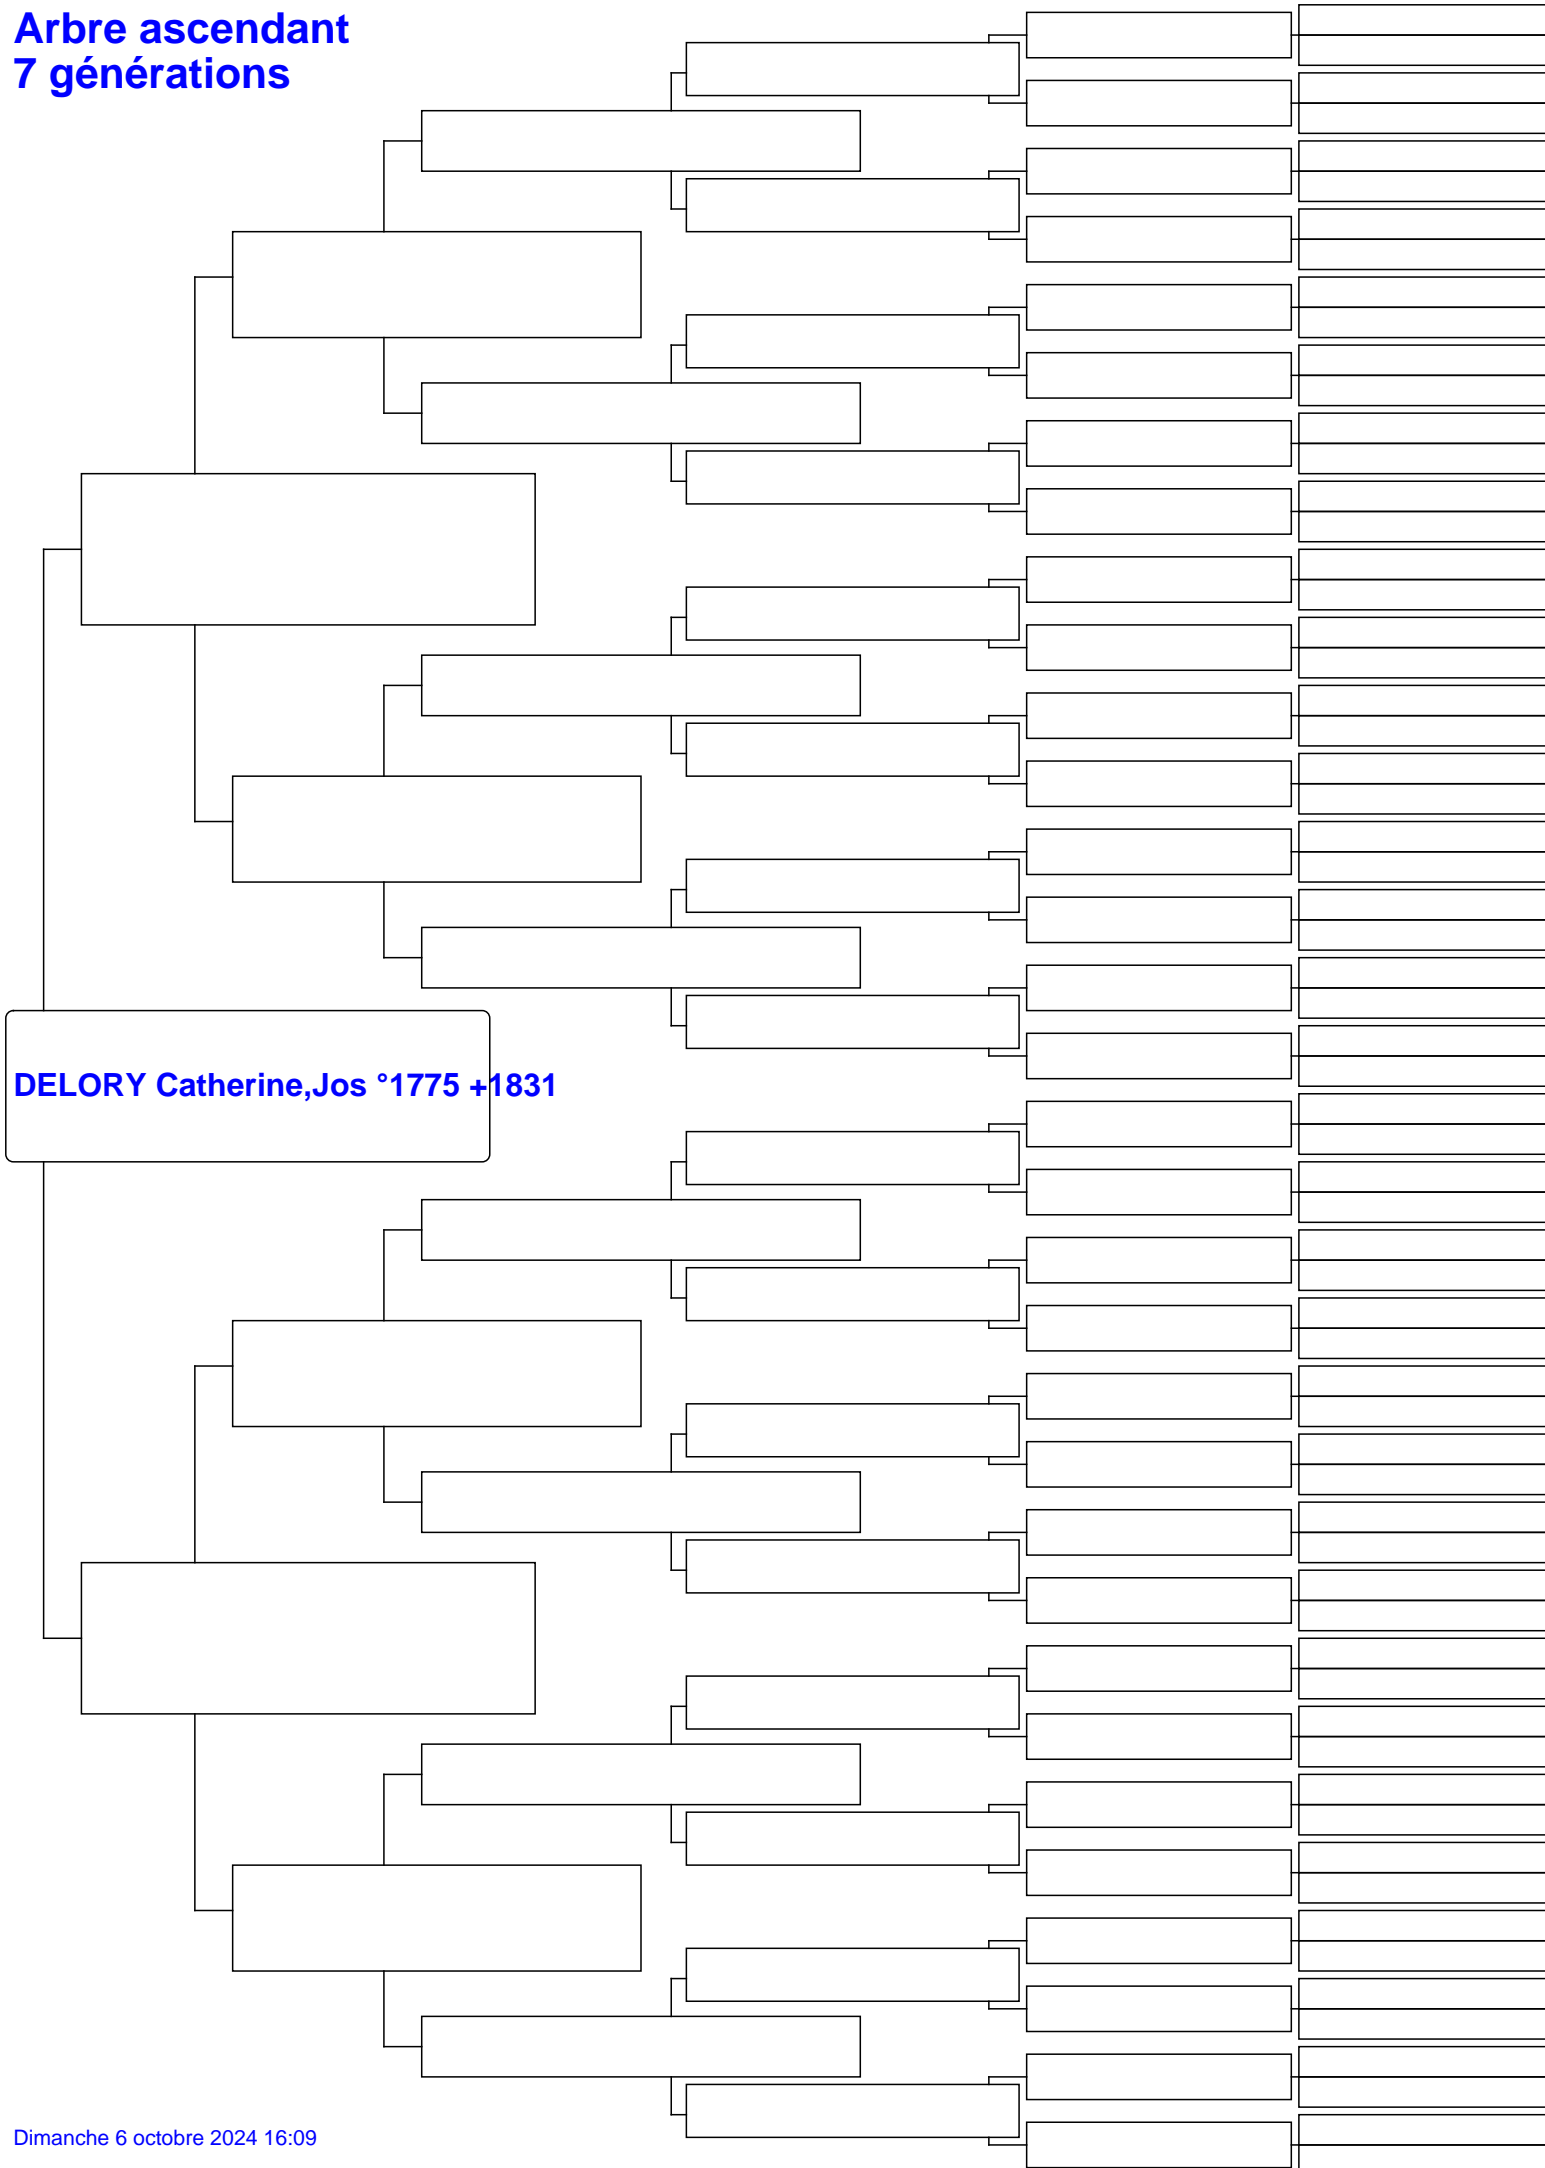 Arbre ascendant
7 générations
DELORY Catherine,Jos °1775 +1831
Dimanche 6 octobre 2024 16:09